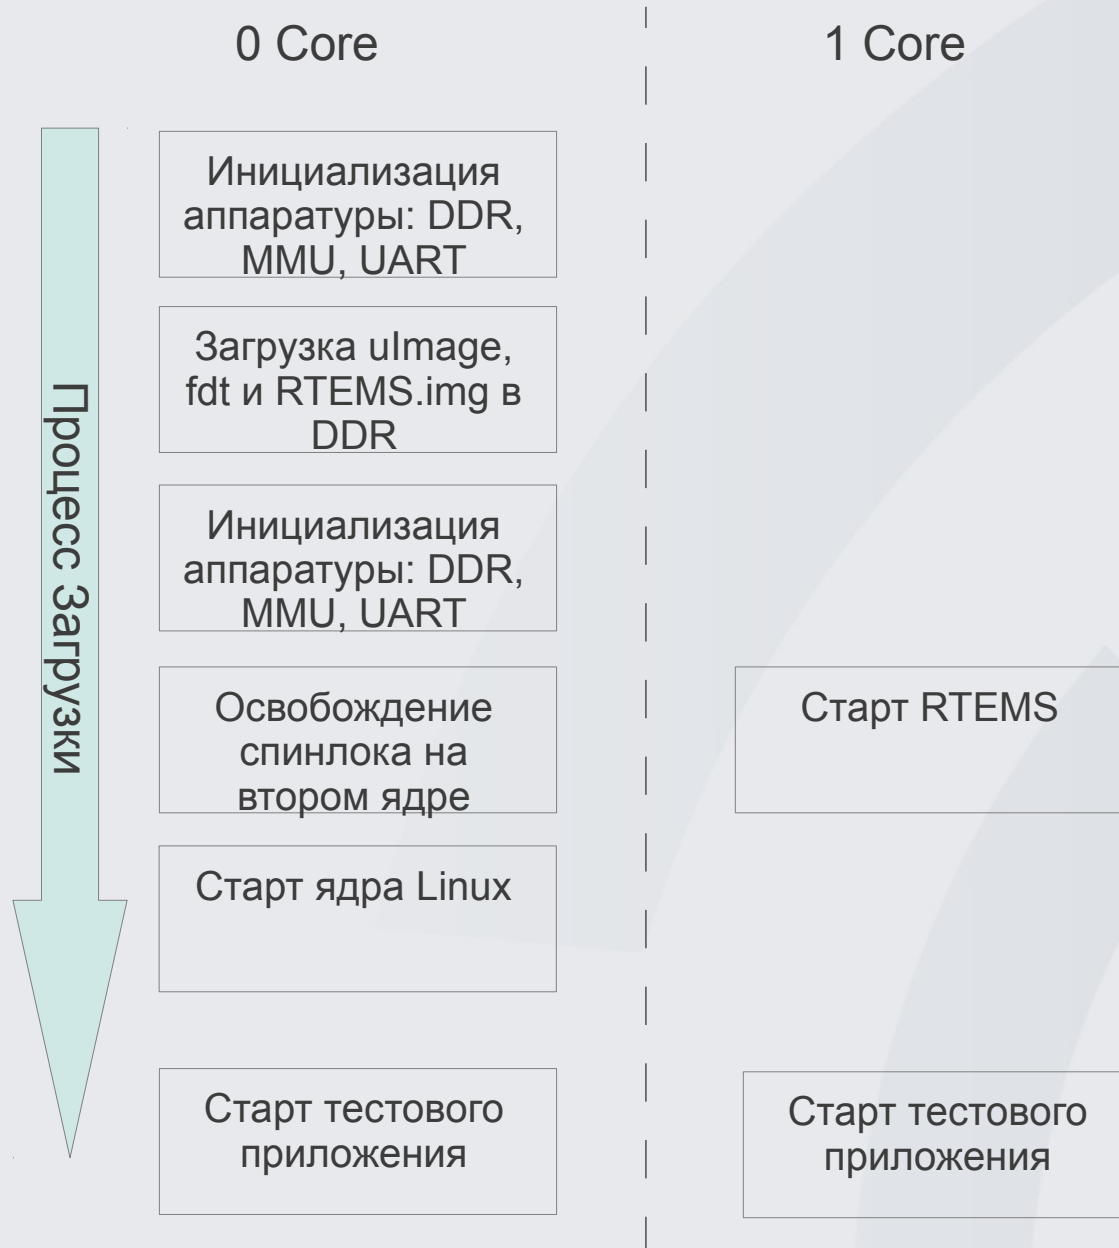 0 Core
1 Core
Процесс Загрузки
Инициализация
аппаратуры: DDR,
MMU, UART
Загрузка uImage,
fdt и RTEMS.img в
DDR
Инициализация
аппаратуры: DDR,
MMU, UART
Освобождение
спинлока на
втором ядре
Старт RTEMS
Старт ядра Linux
Старт тестового
приложения
Старт тестового
приложения